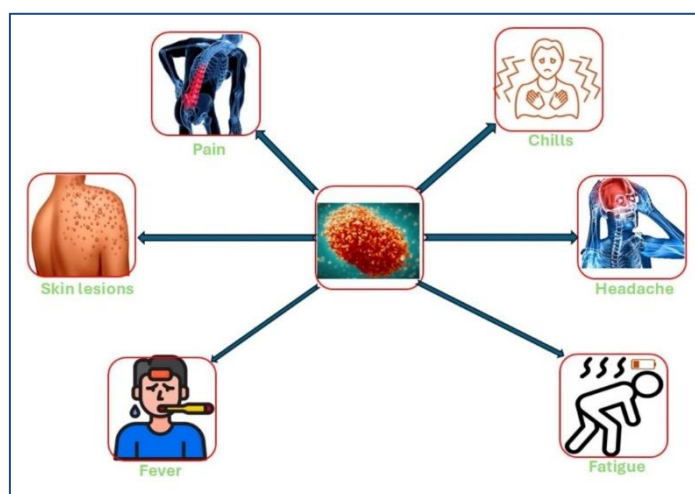 Pain
Chills
Skin lesions
Headache
Fever
Fatigue